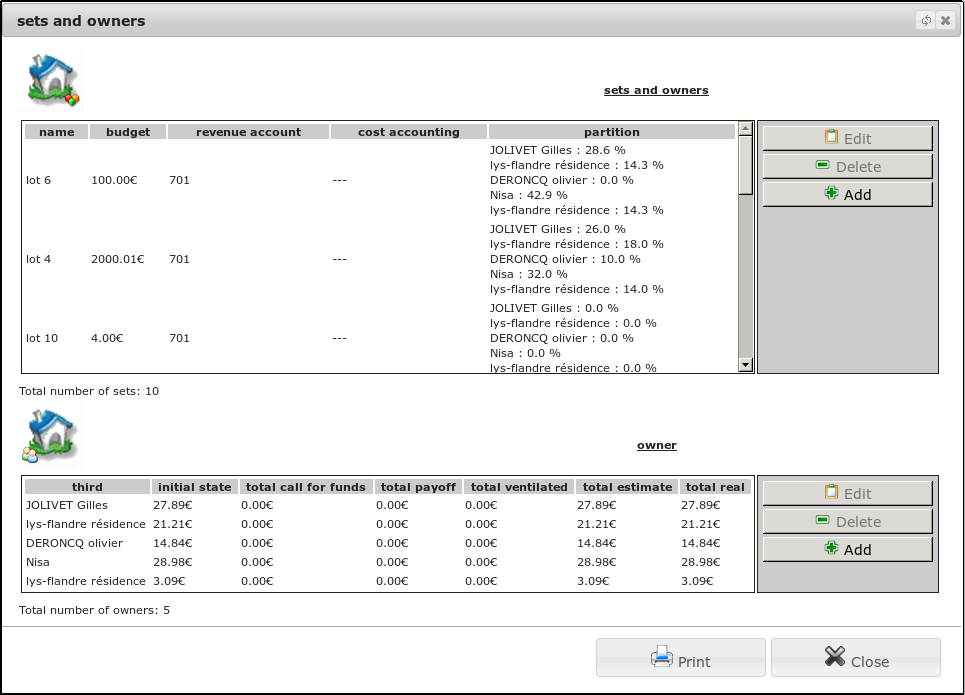 sets and owners
sets and owners
name budget revenue account cost accounting partition
lot 6 100.00€ 701 --- JOLIVET Gilles : 28.6 %
lys-flandre résidence : 14.3 %
DERONCQ olivier : 0.0 %
Nisa : 42.9 %
lys-flandre résidence : 14.3 %
lot 4 2000.01€ 701 --- JOLIVET Gilles : 26.0 %
lys-flandre résidence : 18.0 %
DERONCQ olivier : 10.0 %
Nisa : 32.0 %
lys-flandre résidence : 14.0 %
lot 10 4.00€ 701 --- JOLIVET Gilles : 0.0 %
lys-flandre résidence : 0.0 %
DERONCQ olivier : 0.0 %
Nisa : 0.0 %
lys-flandre résidence : 0.0 %
Edit
Delete
Add
Total number of sets: 10
owner
third initial state total call for funds total payoff total ventilated total estimate total real
JOLIVET Gilles 27.89€ 0.00€ 0.00€ 0.00€ 27.89€ 27.89€
lys-flandre résidence 21.21€ 0.00€ 0.00€ 0.00€ 21.21€ 21.21€
DERONCQ olivier 14.84€ 0.00€ 0.00€ 0.00€ 14.84€ 14.84€
Nisa 28.98€ 0.00€ 0.00€ 0.00€ 28.98€ 28.98€
lys-flandre résidence 3.09€ 0.00€ 0.00€ 0.00€ 3.09€ 3.09€
Edit
Delete
Add
Total number of owners: 5
Print
Close